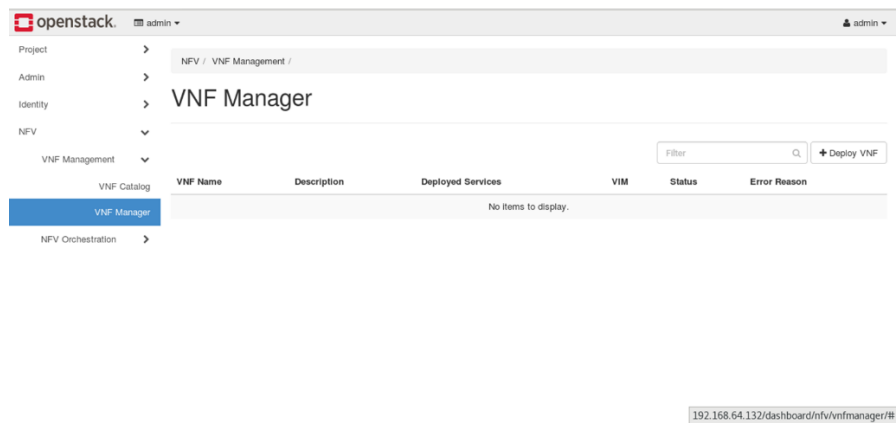 openstack. admin admin
Project
Admin
Identity
NFV
VNF Management
VNF Catalog
VNF Manager
NFV Orchestration
NFV / VNF Management /
VNF Manager
Filter + Deploy VNF
VNF Name Description Deployed Services VIM Status Error Reason
No items to display.
192.168.64.132/dashboard/nfv/vnfmanager/#